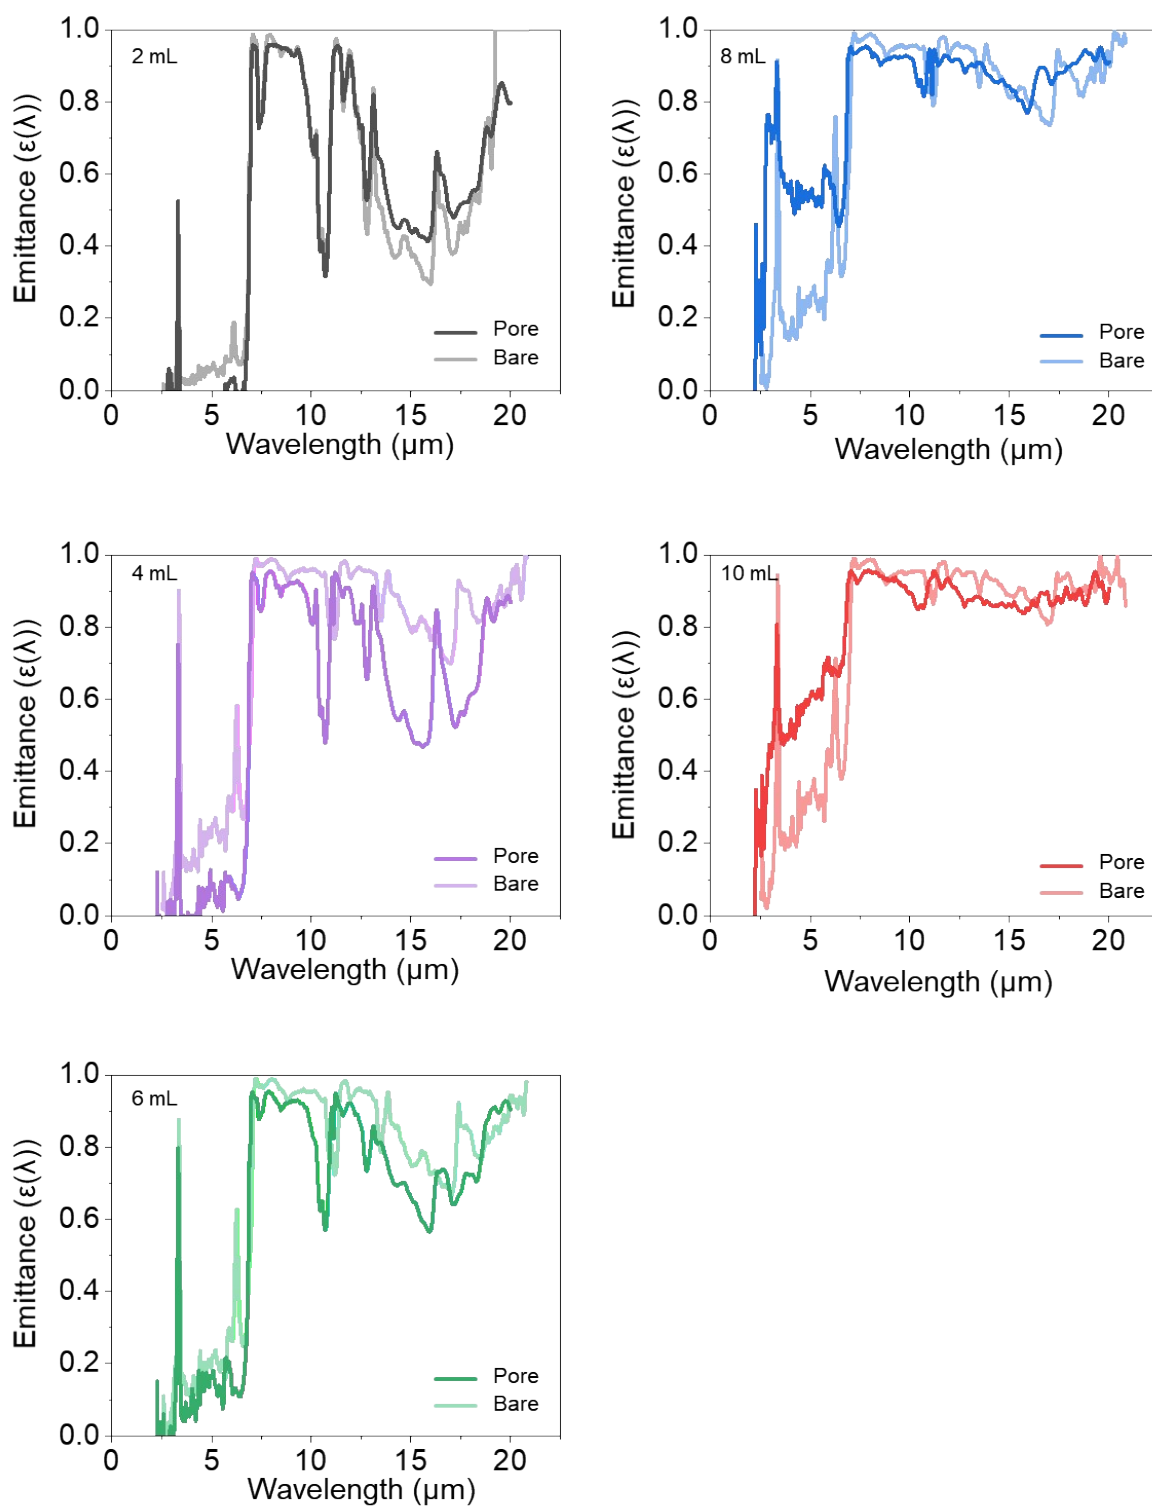 2 mL
1.0
0.8
0.6
0.4
0.2
0.0
Emittance (ε(λ))
Pore
Bare
0 5 10 15 20
Wavelength (μm)
8 mL
1.0
0.8
0.6
0.4
0.2
0.0
Emittance (ε(λ))
Pore
Bare
0 5 10 15 20
Wavelength (μm)
4 mL
1.0
0.8
0.6
0.4
0.2
0.0
Emittance (ε(λ))
Pore
Bare
0 5 10 15 20
Wavelength (μm)
10 mL
1.0
0.8
0.6
0.4
0.2
0.0
Emittance (ε(λ))
Pore
Bare
0 5 10 15 20
Wavelength (μm)
6 mL
1.0
0.8
0.6
0.4
0.2
0.0
Emittance (ε(λ))
Pore
Bare
0 5 10 15 20
Wavelength (μm)